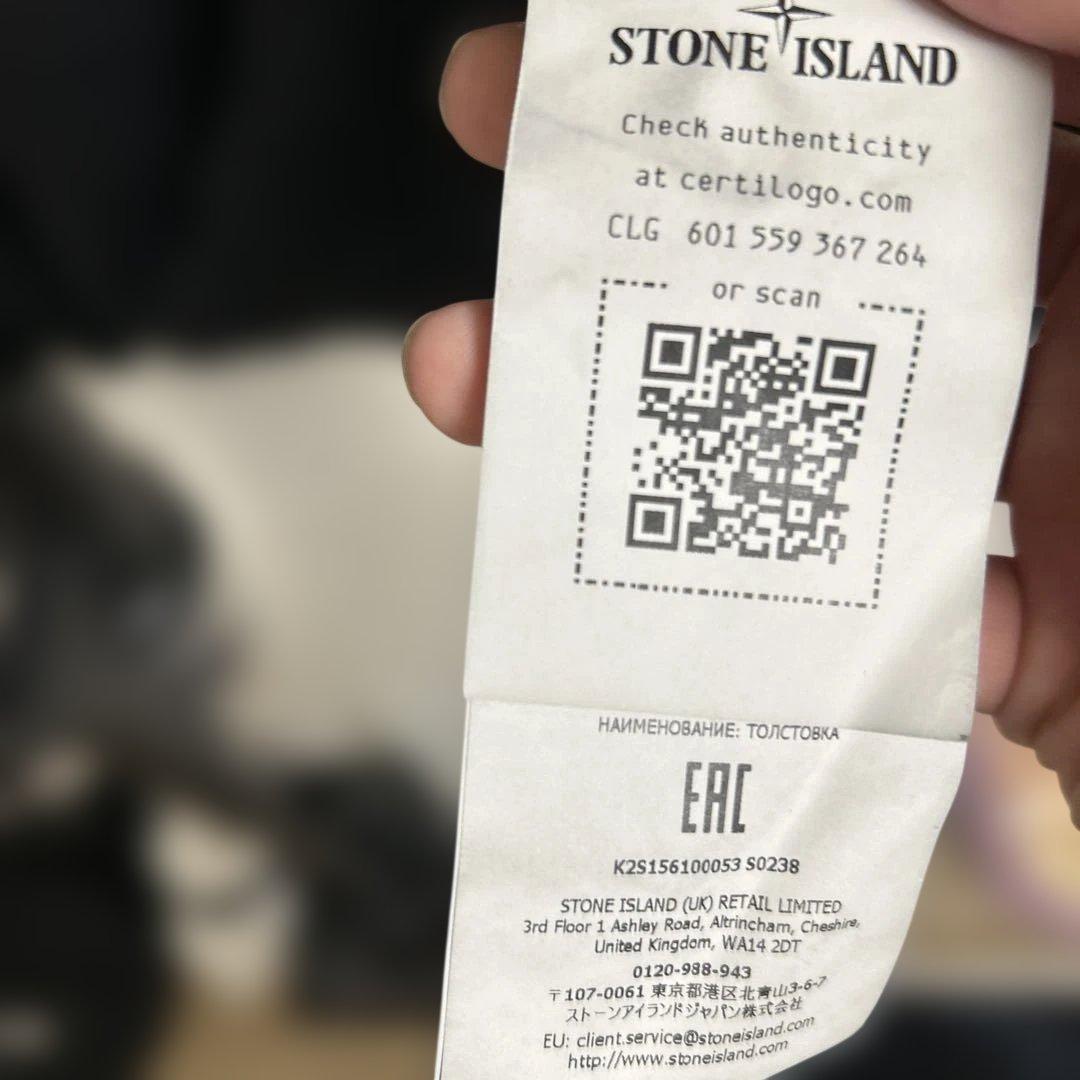 STONE ISLAND
Check authenticity
at certilogo.com
CLG 601 559 367 264
or scan
НАИМЕНОВАНИЕ: ТОЛСТОВКА
EAC
K2S156100053 S0238
STONE ISLAND (UK) RETAIL LIMITED
3rd Floor 1 Ashley Road, Altrincham, Cheshire,
United Kingdom, WA14 2DT
0120-988-943
〒107-0061 東京都港区北青山3-6-7
ストーンアイランドジャパン株式会社
EU: client.service@stoneisland.com
http://www.stoneisland.com